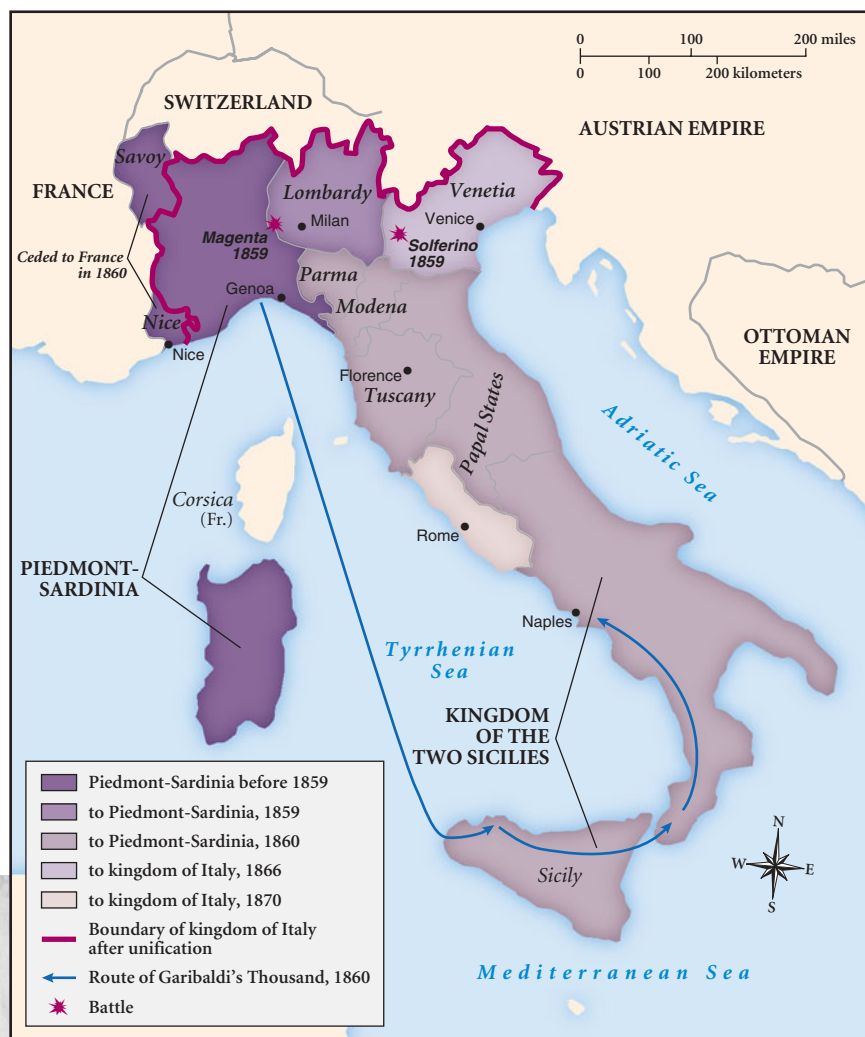 0 100 200 miles
0 100 200 kilometers
SWITZERLAND
AUSTRIAN EMPIRE
Savoy
FRANCE
Lombardy
Venetia
Milan
Venice
Magenta
1859
Solferino
1859
Ceded to France
in 1860
Parma
Genoa
Modena
Nice
Nice
OTTOMAN
EMPIRE
Florence
Tuscany
Papal States
Adriatic Sea
Corsica
(Fr.)
Rome
PIEDMONT-
SARDINIA
Naples
Tyrrhenian
Sea
KINGDOM
OF THE
TWO SICILIES
Sicily
N
W
E
S
Mediterranean Sea
Piedmont-Sardinia before 1859
to Piedmont-Sardinia, 1859
to Piedmont-Sardinia, 1860
to kingdom of Italy, 1866
to kingdom of Italy, 1870
Boundary of kingdom of Italy
after unification
Route of Garibaldi's Thousand, 1860
Battle